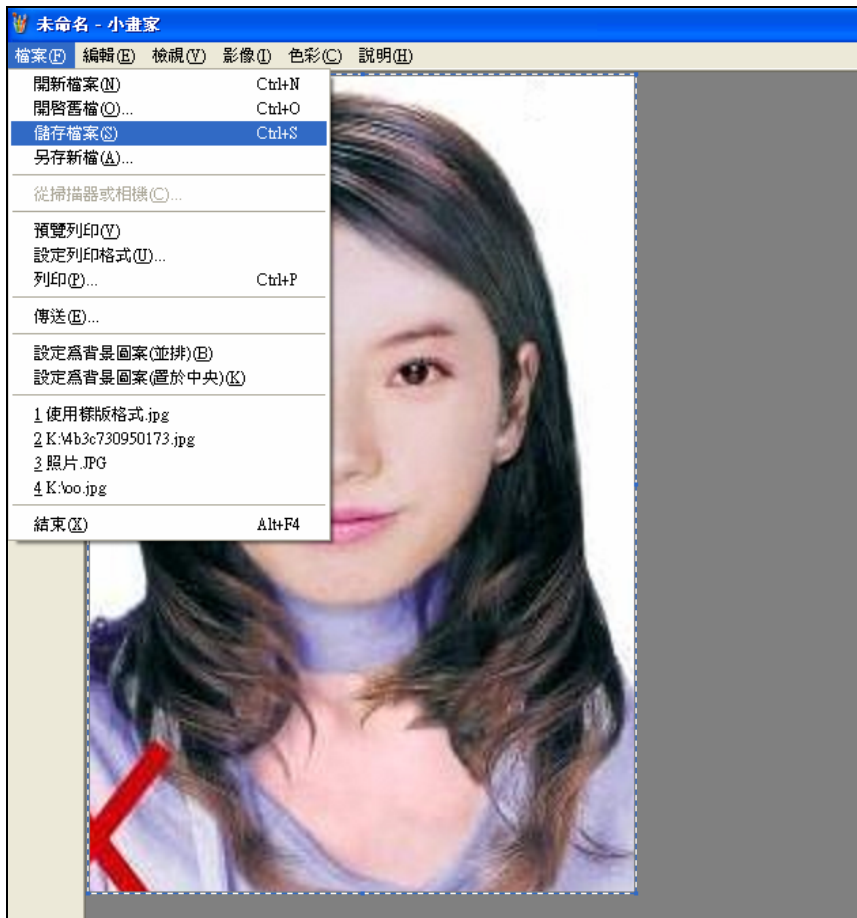 未命名 - 小畫家
檔案(F) 編輯(E) 檢視(V) 影像(I) 色彩(C) 說明(H)
開新檔案(N) Ctrl+N
開啓舊檔(O)... Ctrl+O
儲存檔案(S) Ctrl+S
另存新檔(A)...
從掃描器或相機(C)...
預覽列印(V)
設定列印格式(U)...
列印(P)... Ctrl+P
傳送(E)...
設定爲背景圖案(並排)(B)
設定爲背景圖案(置於中央)(K)
1 使用樣版格式.jpg
2 K:\4b3c730950173.jpg
3 照片.JPG
4 K:\oo.jpg
結束(X) Alt+F4